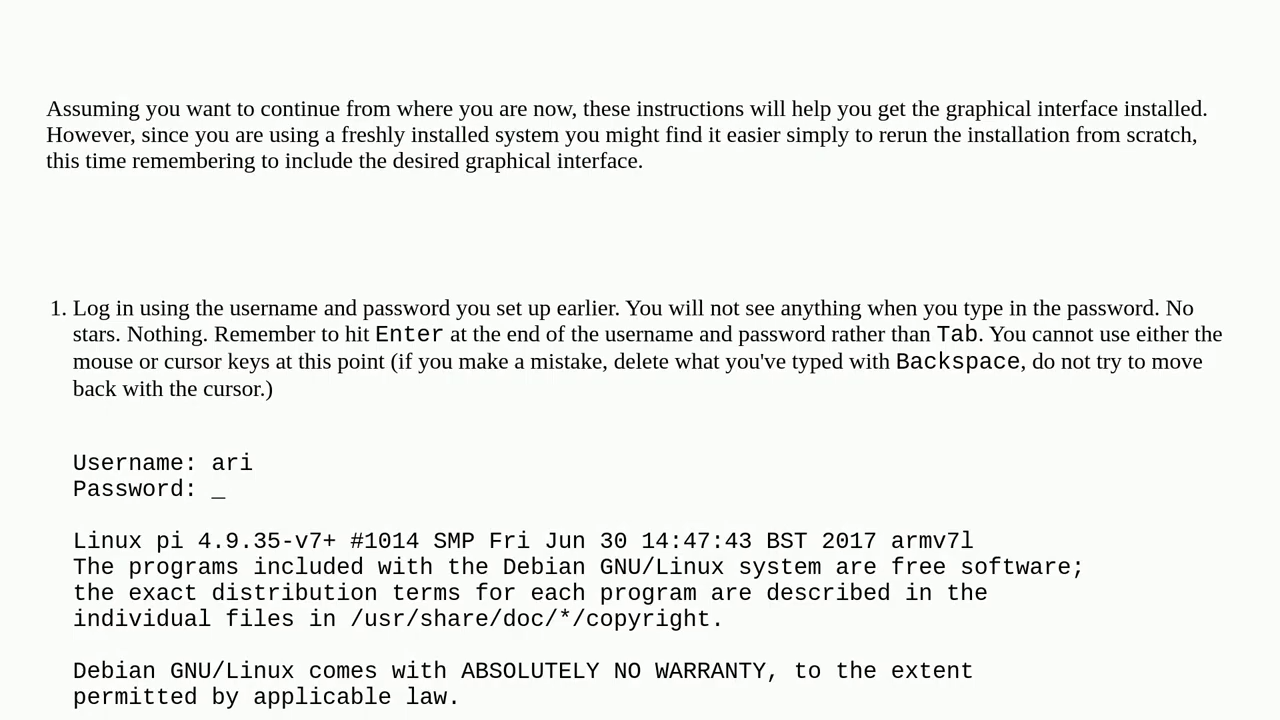 Assuming you want to continue from where you are now, these instructions will help you get the graphical interface installed.
However, since you are using a freshly installed system you might find it easier simply to rerun the installation from scratch,
this time remembering to include the desired graphical interface.
1. Log in using the username and password you set up earlier. You will not see anything when you type in the password. No
stars. Nothing. Remember to hit Enter at the end of the username and password rather than Tab. You cannot use either the
mouse or cursor keys at this point (if you make a mistake, delete what you've typed with Backspace, do not try to move
back with the cursor.)
Username: ari
Password: _
Linux pi 4.9.35-v7+ #1014 SMP Fri Jun 30 14:47:43 BST 2017 armv7l
The programs included with the Debian GNU/Linux system are free software;
the exact distribution terms for each program are described in the
individual files in /usr/share/doc/*/copyright.
Debian GNU/Linux comes with ABSOLUTELY NO WARRANTY, to the extent
permitted by applicable law.